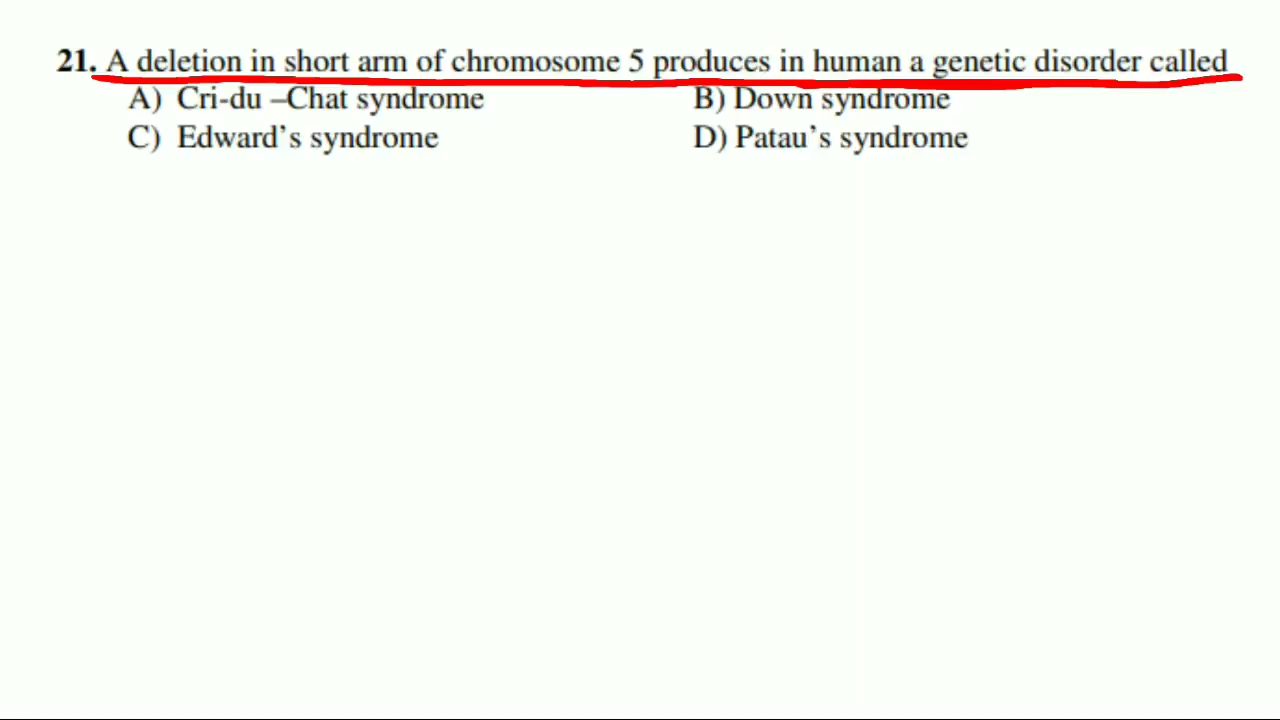 21. A deletion in short arm of chromosome 5 produces in human a genetic disorder called
A) Cri-du –Chat syndrome B) Down syndrome
C) Edward’s syndrome D) Patau’s syndrome